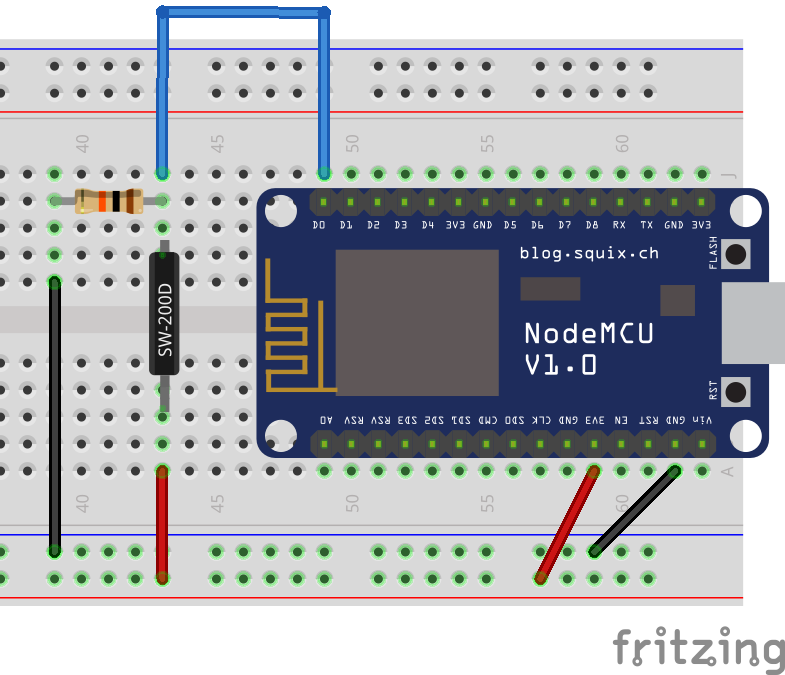 40 45 50 55 60 J
D0 D1 D2 D3 D4 3V3 GND D5 D6 D7 D8 RX TX GND 3V3
blog.squix.ch
FLASH
SW-200D
NodeMCU
V1.0
RST
A0 RSV RSV SD3 SD2 SD1 CMD SD0 CLK GND 3V3 EN RST GND Vin
40 45 50 55 60 A
fritzing